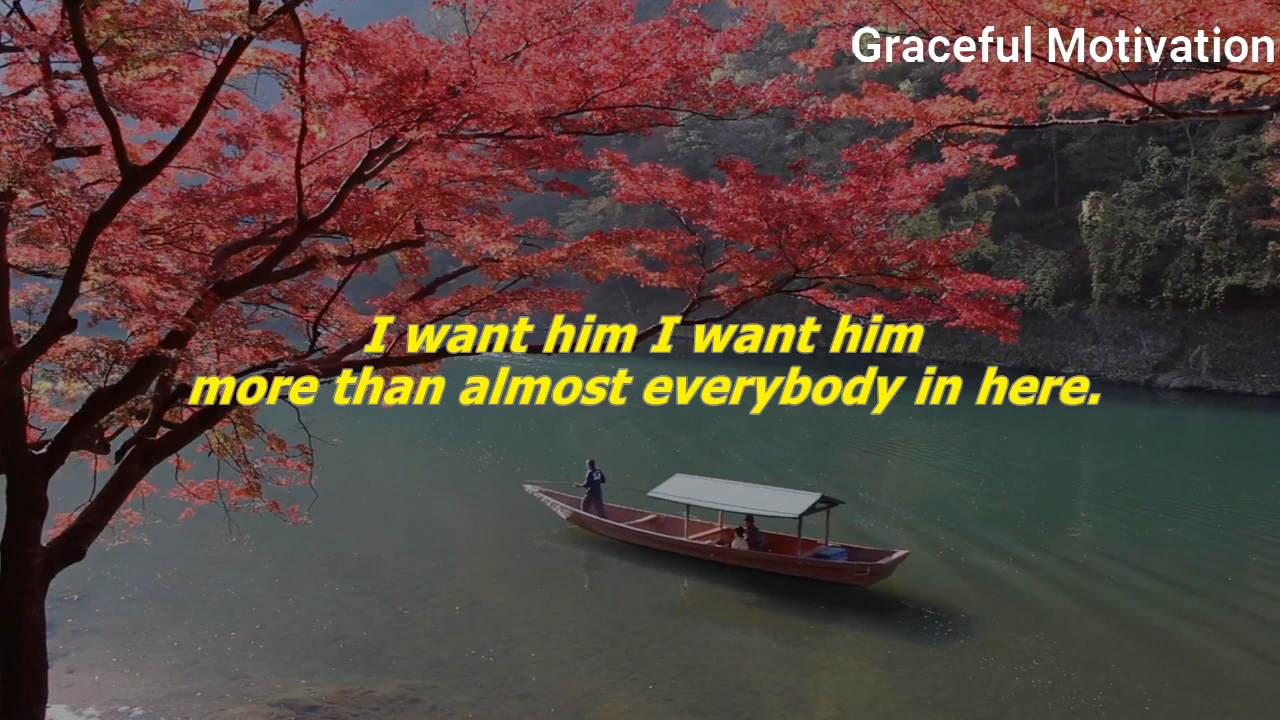 Graceful Motivation
I want him I want him
more than almost everybody in here.